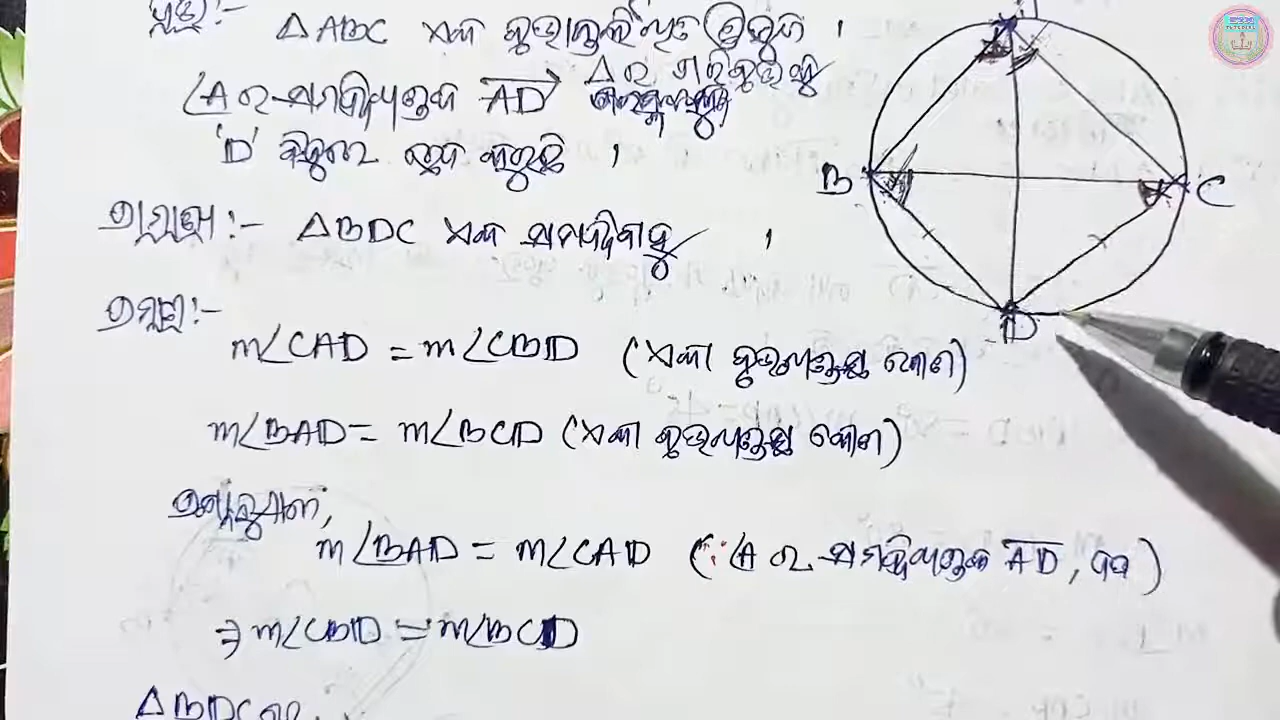 ଦତ୍ତ :-
△ABC ଏକ ବୃତ୍ତାନ୍ତର୍ଲିଖିତ ତ୍ରିଭୁଜ ।
∠A ର ସମଦ୍ବିଖଣ୍ଡକ AD→ △ ର ପରିବୃତ୍ତକୁ
'D' ବିନ୍ଦୁରେ ଛେଦ କରୁଛି ।
ପ୍ରାମାଣ୍ୟ :- △BDC ଏକ ସମଦ୍ବିବାହୁ ।
ପ୍ରମାଣ :-
m∠CAD = m∠CBD (ଏକା ବୃତ୍ତଖଣ୍ଡସ୍ଥ କୋଣ)
m∠BAD = m∠BCD (ଏକା ବୃତ୍ତଖଣ୍ଡସ୍ଥ କୋଣ)
m∠BAD = m∠CAD (∵ ∠A ର ସମଦ୍ବିଖଣ୍ଡକ AD, ଦତ୍ତ)
⇒ m∠CBD = m∠BCD
△BDC ରେ,
B
C
D